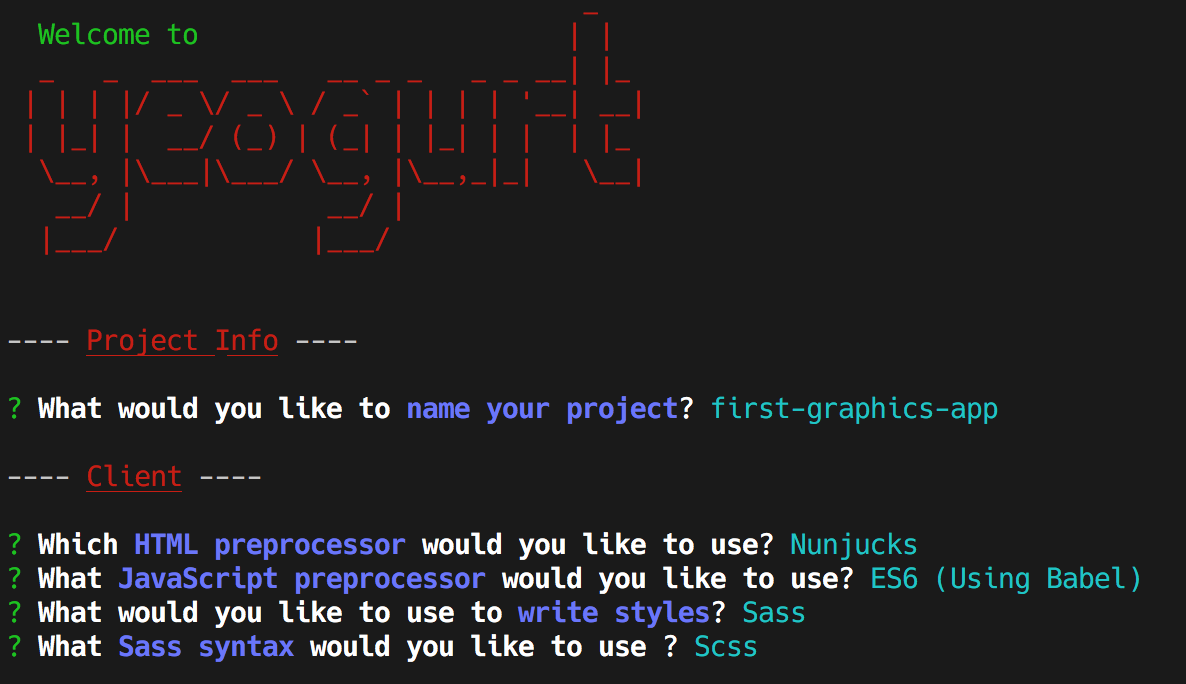 Welcome to
yeogurt
---- Project Info ----
? What would you like to name your project? first-graphics-app
---- Client ----
? Which HTML preprocessor would you like to use? Nunjucks
? What JavaScript preprocessor would you like to use? ES6 (Using Babel)
? What would you like to use to write styles? Sass
? What Sass syntax would you like to use ? Scss